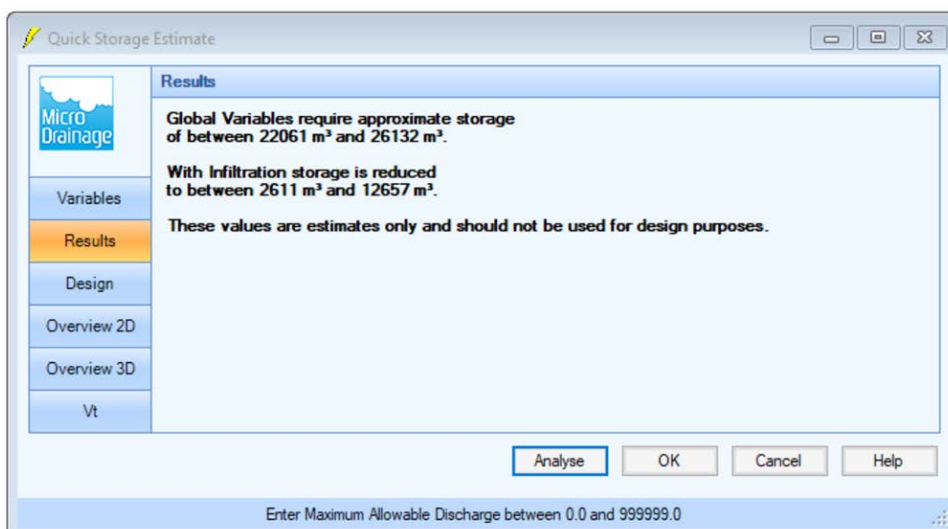 Quick Storage Estimate
Micro
Drainage
Variables
Results
Design
Overview 2D
Overview 3D
Vt
Results
Global Variables require approximate storage
of between 22061 m³ and 26132 m³.
With Infiltration storage is reduced
to between 2611 m³ and 12657 m³.
These values are estimates only and should not be used for design purposes.
Analyse
OK
Cancel
Help
Enter Maximum Allowable Discharge between 0.0 and 999999.0